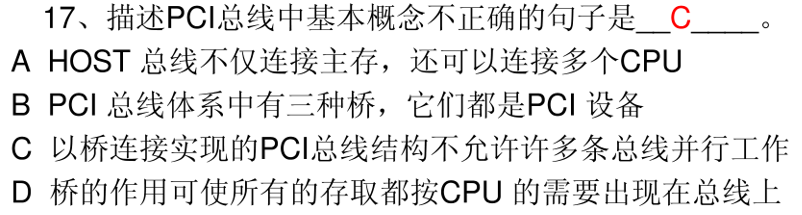 17、描述PCI总线中基本概念不正确的句子是__C____。
A HOST 总线不仅连接主存，还可以连接多个CPU
B PCI 总线体系中有三种桥，它们都是PCI 设备
C 以桥连接实现的PCI总线结构不允许许多条总线并行工作
D 桥的作用可使所有的存取都按CPU 的需要出现在总线上